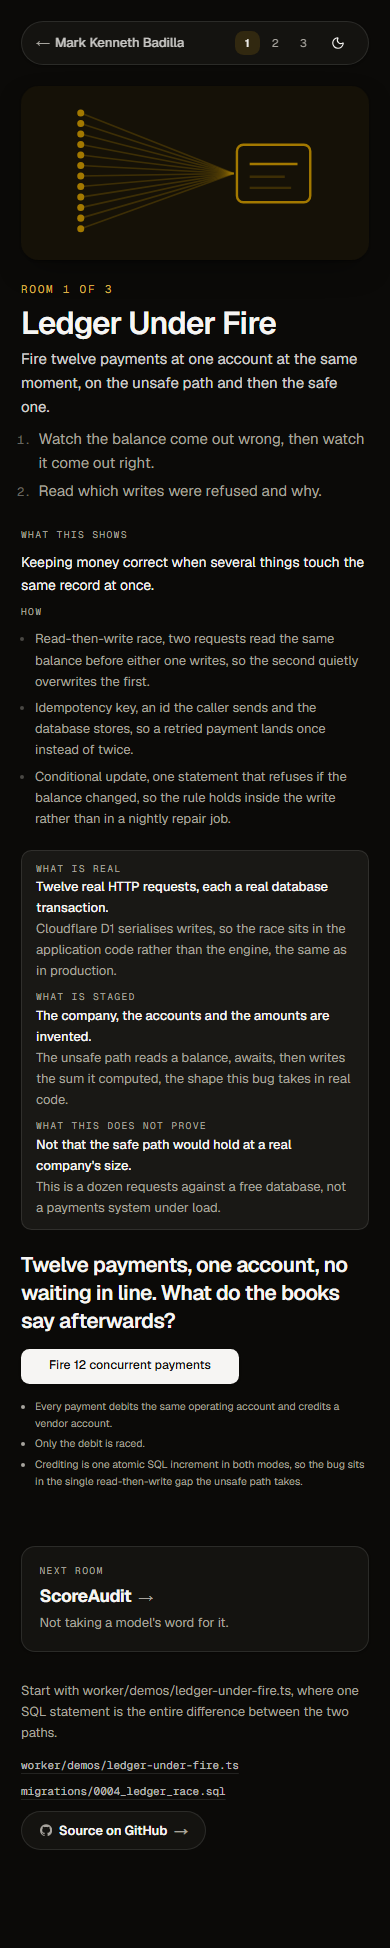 ← Mark Kenneth Badilla 1 2 3
ROOM 1 OF 3
Ledger Under Fire
Fire twelve payments at one account at the same
moment, on the unsafe path and then the safe
one.
1. Watch the balance come out wrong, then watch
it come out right.
2. Read which writes were refused and why.
WHAT THIS SHOWS
Keeping money correct when several things touch the
same record at once.
HOW
• Read-then-write race, two requests read the same
balance before either one writes, so the second quietly
overwrites the first.
• Idempotency key, an id the caller sends and the
database stores, so a retried payment lands once
instead of twice.
• Conditional update, one statement that refuses if the
balance changed, so the rule holds inside the write
rather than in a nightly repair job.
WHAT IS REAL
Twelve real HTTP requests, each a real database
transaction.
Cloudflare D1 serialises writes, so the race sits in the
application code rather than the engine, the same as
in production.
WHAT IS STAGED
The company, the accounts and the amounts are
invented.
The unsafe path reads a balance, awaits, then writes
the sum it computed, the shape this bug takes in real
code.
WHAT THIS DOES NOT PROVE
Not that the safe path would hold at a real
company's size.
This is a dozen requests against a free database, not
a payments system under load.
Twelve payments, one account, no
waiting in line. What do the books
say afterwards?
Fire 12 concurrent payments
• Every payment debits the same operating account and credits a
vendor account.
• Only the debit is raced.
• Crediting is one atomic SQL increment in both modes, so the bug sits
in the single read-then-write gap the unsafe path takes.
NEXT ROOM
ScoreAudit →
Not taking a model's word for it.
Start with worker/demos/ledger-under-fire.ts, where one
SQL statement is the entire difference between the two
paths.
worker/demos/ledger-under-fire.ts
migrations/0004_ledger_race.sql
Source on GitHub →